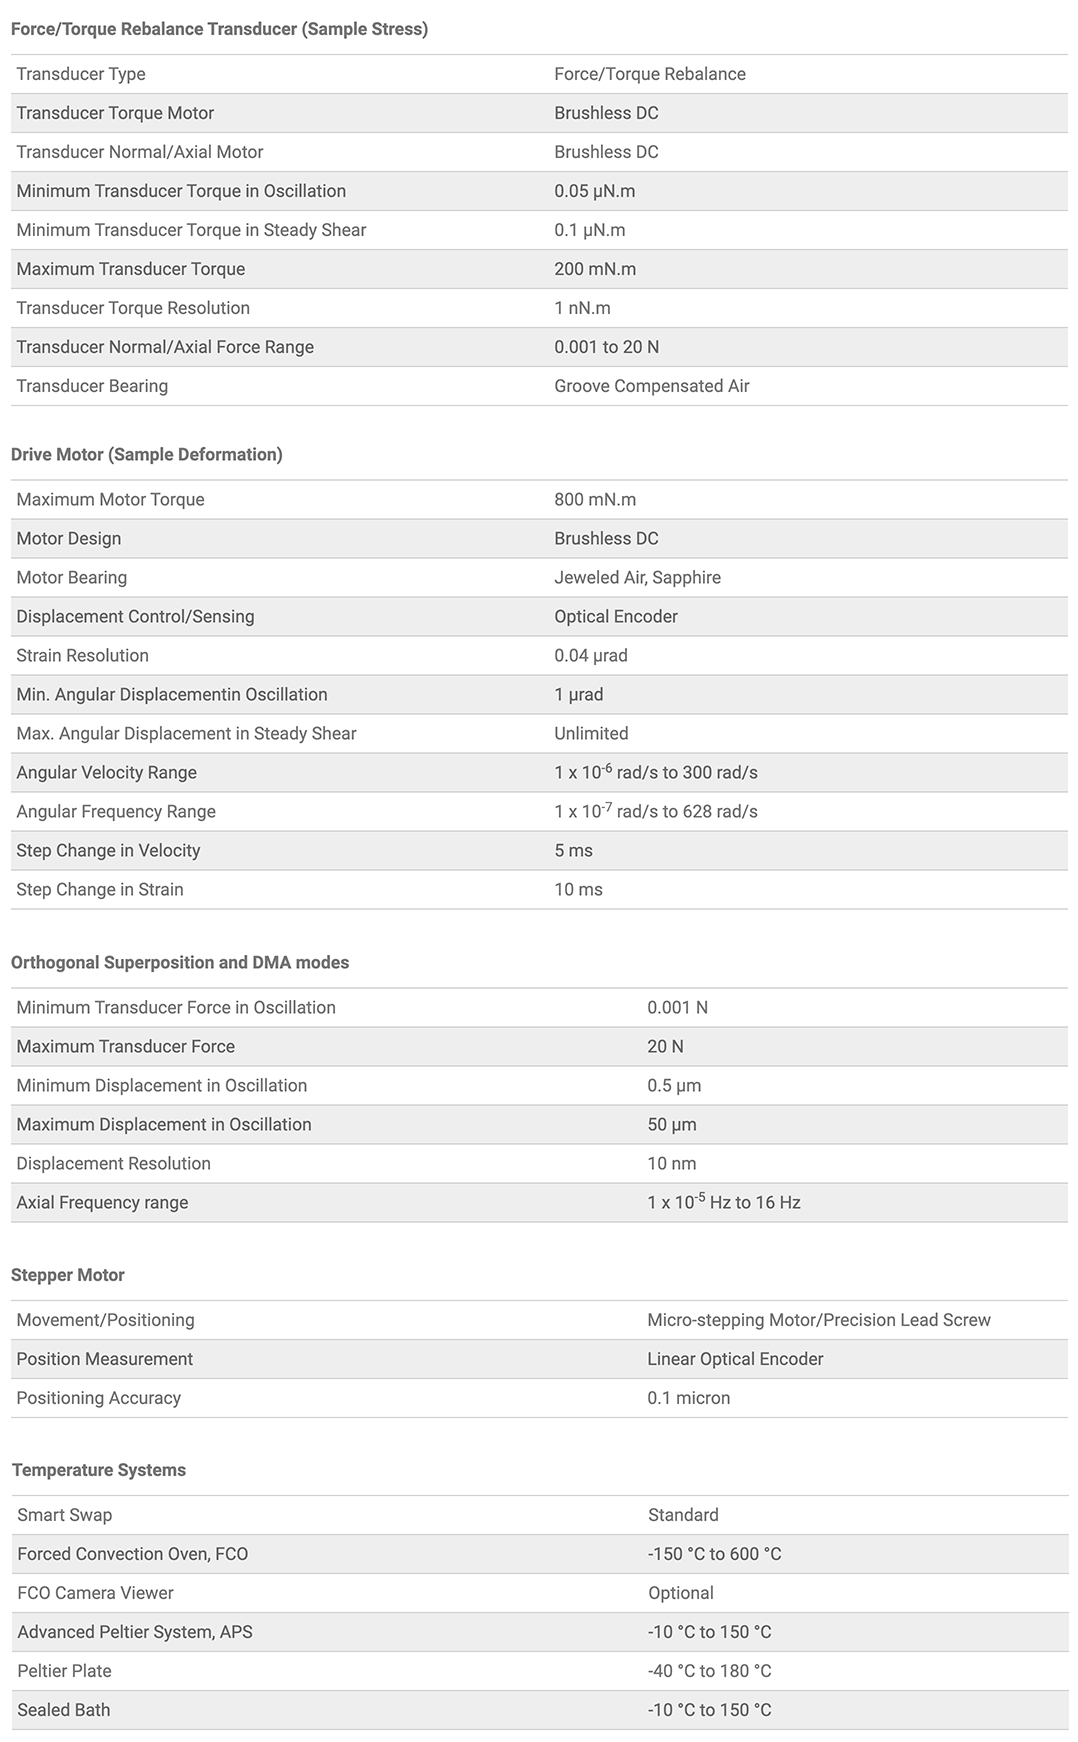 Force/Torque Rebalance Transducer (Sample Stress)
Transducer Type Force/Torque Rebalance
Transducer Torque Motor Brushless DC
Transducer Normal/Axial Motor Brushless DC
Minimum Transducer Torque in Oscillation 0.05 µN.m
Minimum Transducer Torque in Steady Shear 0.1 µN.m
Maximum Transducer Torque 200 mN.m
Transducer Torque Resolution 1 nN.m
Transducer Normal/Axial Force Range 0.001 to 20 N
Transducer Bearing Groove Compensated Air
Drive Motor (Sample Deformation)
Maximum Motor Torque 800 mN.m
Motor Design Brushless DC
Motor Bearing Jeweled Air, Sapphire
Displacement Control/Sensing Optical Encoder
Strain Resolution 0.04 µrad
Min. Angular Displacementin Oscillation 1 µrad
Max. Angular Displacement in Steady Shear Unlimited
Angular Velocity Range 1 x 10⁻⁶ rad/s to 300 rad/s
Angular Frequency Range 1 x 10⁻⁷ rad/s to 628 rad/s
Step Change in Velocity 5 ms
Step Change in Strain 10 ms
Orthogonal Superposition and DMA modes
Minimum Transducer Force in Oscillation 0.001 N
Maximum Transducer Force 20 N
Minimum Displacement in Oscillation 0.5 µm
Maximum Displacement in Oscillation 50 µm
Displacement Resolution 10 nm
Axial Frequency range 1 x 10⁻⁵ Hz to 16 Hz
Stepper Motor
Movement/Positioning Micro-stepping Motor/Precision Lead Screw
Position Measurement Linear Optical Encoder
Positioning Accuracy 0.1 micron
Temperature Systems
Smart Swap Standard
Forced Convection Oven, FCO -150 °C to 600 °C
FCO Camera Viewer Optional
Advanced Peltier System, APS -10 °C to 150 °C
Peltier Plate -40 °C to 180 °C
Sealed Bath -10 °C to 150 °C